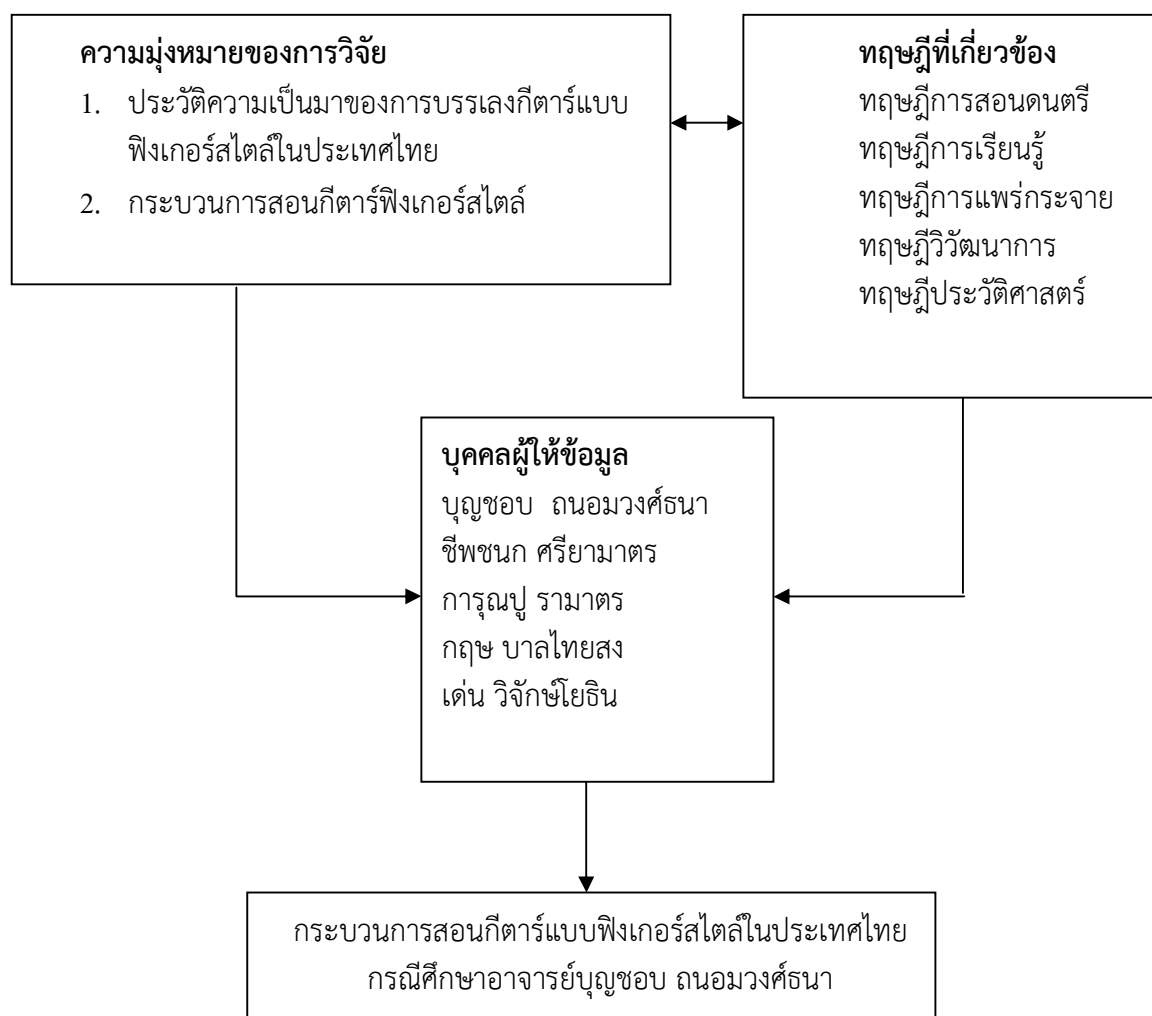 ความมุ่งหมายของการวิจัย
1. ประวัติความเป็นมาของการบรรเลงกีตาร์แบบ
ฟิงเกอร์สไตล์ในประเทศไทย
2. กระบวนการสอนกีตาร์ฟิงเกอร์สไตล์
ทฤษฎีที่เกี่ยวข้อง
ทฤษฎีการสอนดนตรี
ทฤษฎีการเรียนรู้
ทฤษฎีการแพร่กระจาย
ทฤษฎีวิวัฒนาการ
ทฤษฎีประวัติศาสตร์
บุคคลผู้ให้ข้อมูล
บุญชอบ ถนอมวงศ์ธนา
ชีพชนก ศรียามาตร
การุณปู รามาตร
กฤษ บาลไทยสง
เด่น วิจักษ์โยธิน
กระบวนการสอนกีตาร์แบบฟิงเกอร์สไตล์ในประเทศไทย
กรณีศึกษาอาจารย์บุญชอบ ถนอมวงศ์ธนา